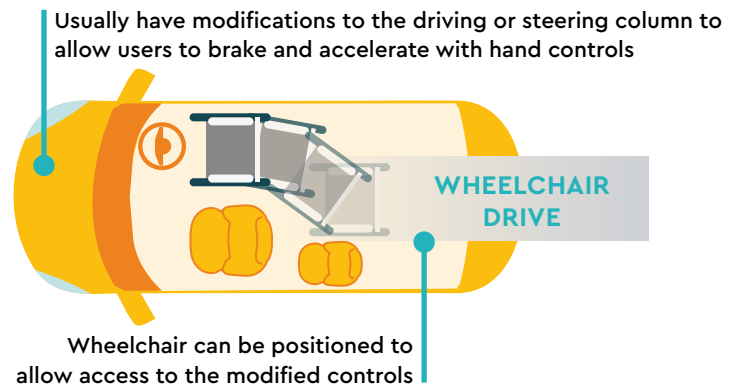 Usually have modifications to the driving or steering column to
allow users to brake and accelerate with hand controls
WHEELCHAIR
DRIVE
Wheelchair can be positioned to
allow access to the modified controls